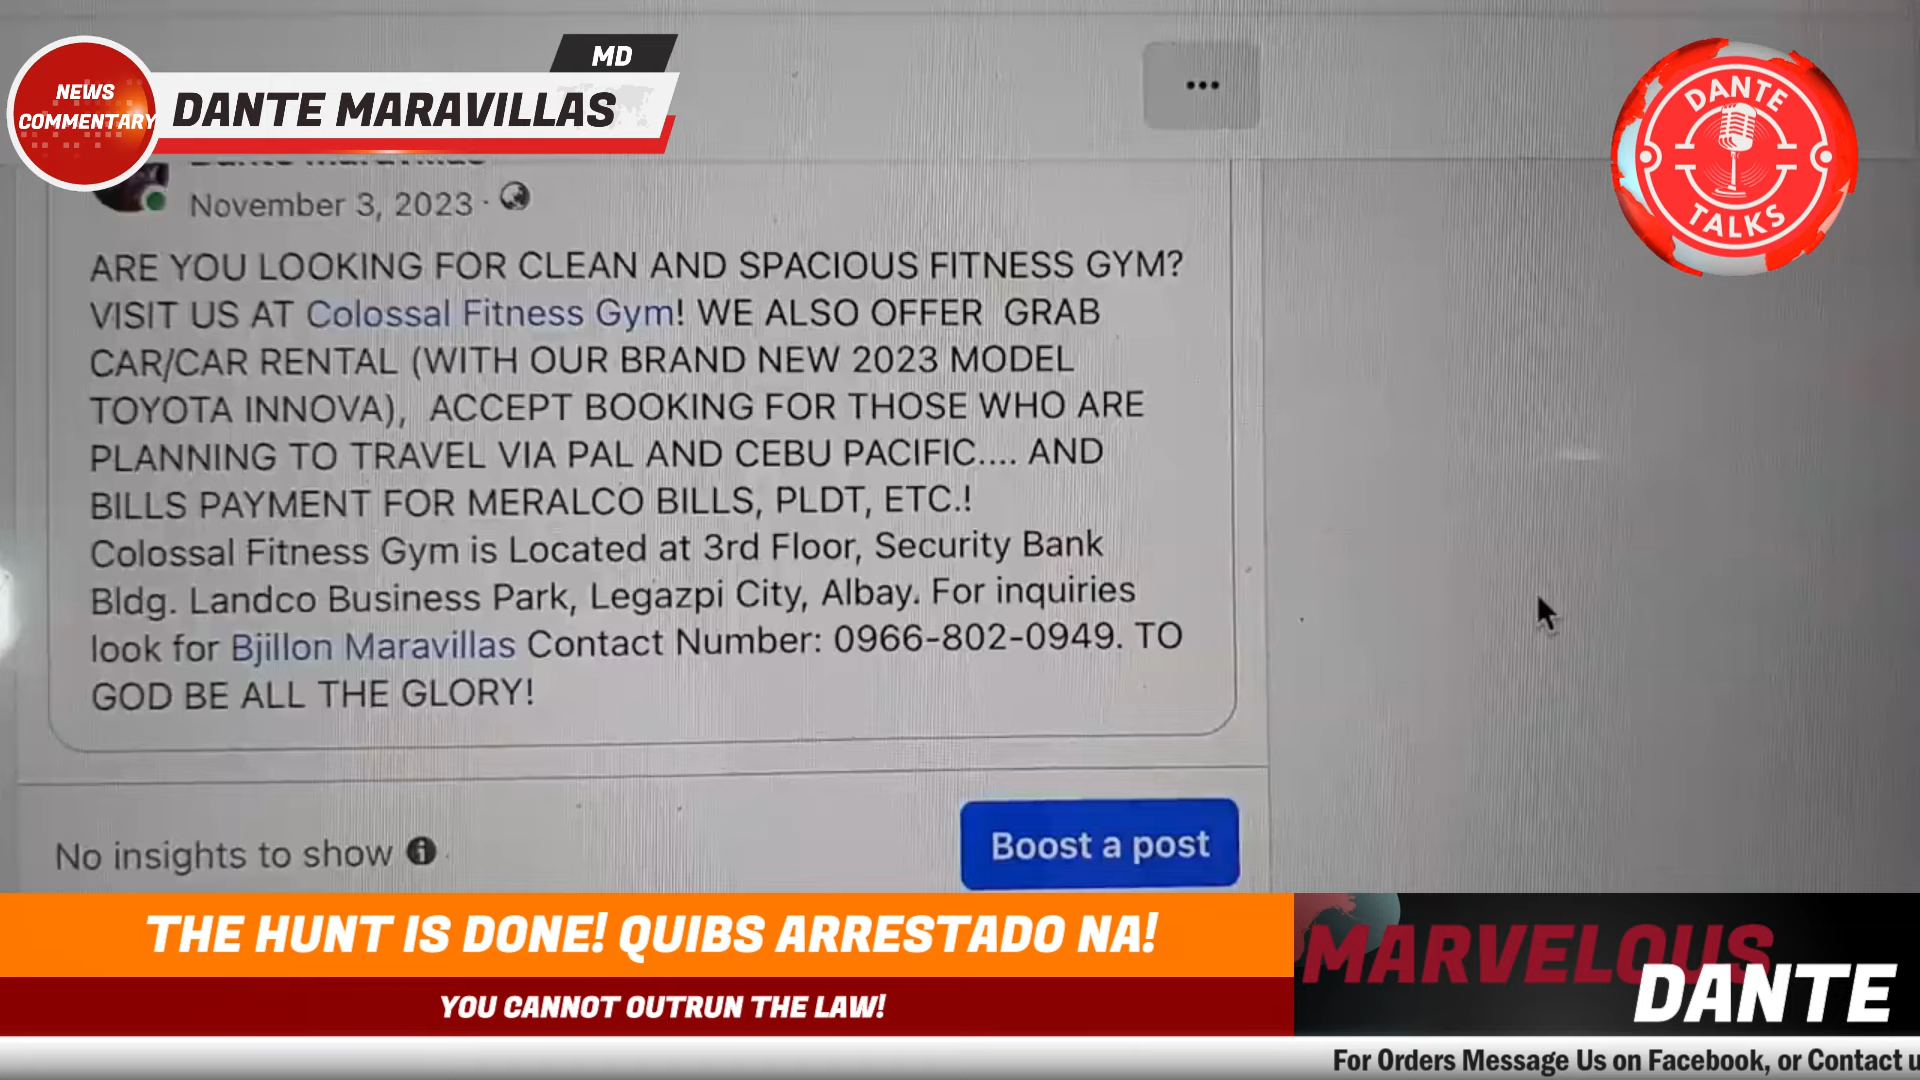 MD
NEWS
COMMENTARY
DANTE MARAVILLAS
DANTE
TALKS
November 3, 2023 ·
ARE YOU LOOKING FOR CLEAN AND SPACIOUS FITNESS GYM?
VISIT US AT Colossal Fitness Gym! WE ALSO OFFER GRAB
CAR/CAR RENTAL (WITH OUR BRAND NEW 2023 MODEL
TOYOTA INNOVA), ACCEPT BOOKING FOR THOSE WHO ARE
PLANNING TO TRAVEL VIA PAL AND CEBU PACIFIC.... AND
BILLS PAYMENT FOR MERALCO BILLS, PLDT, ETC.!
Colossal Fitness Gym is Located at 3rd Floor, Security Bank
Bldg. Landco Business Park, Legazpi City, Albay. For inquiries
look for Bjillon Maravillas Contact Number: 0966-802-0949. TO
GOD BE ALL THE GLORY!
No insights to show
Boost a post
THE HUNT IS DONE! QUIBS ARRESTADO NA!
YOU CANNOT OUTRUN THE LAW!
MARVELOUS
DANTE
For Orders Message Us on Facebook, or Contact u